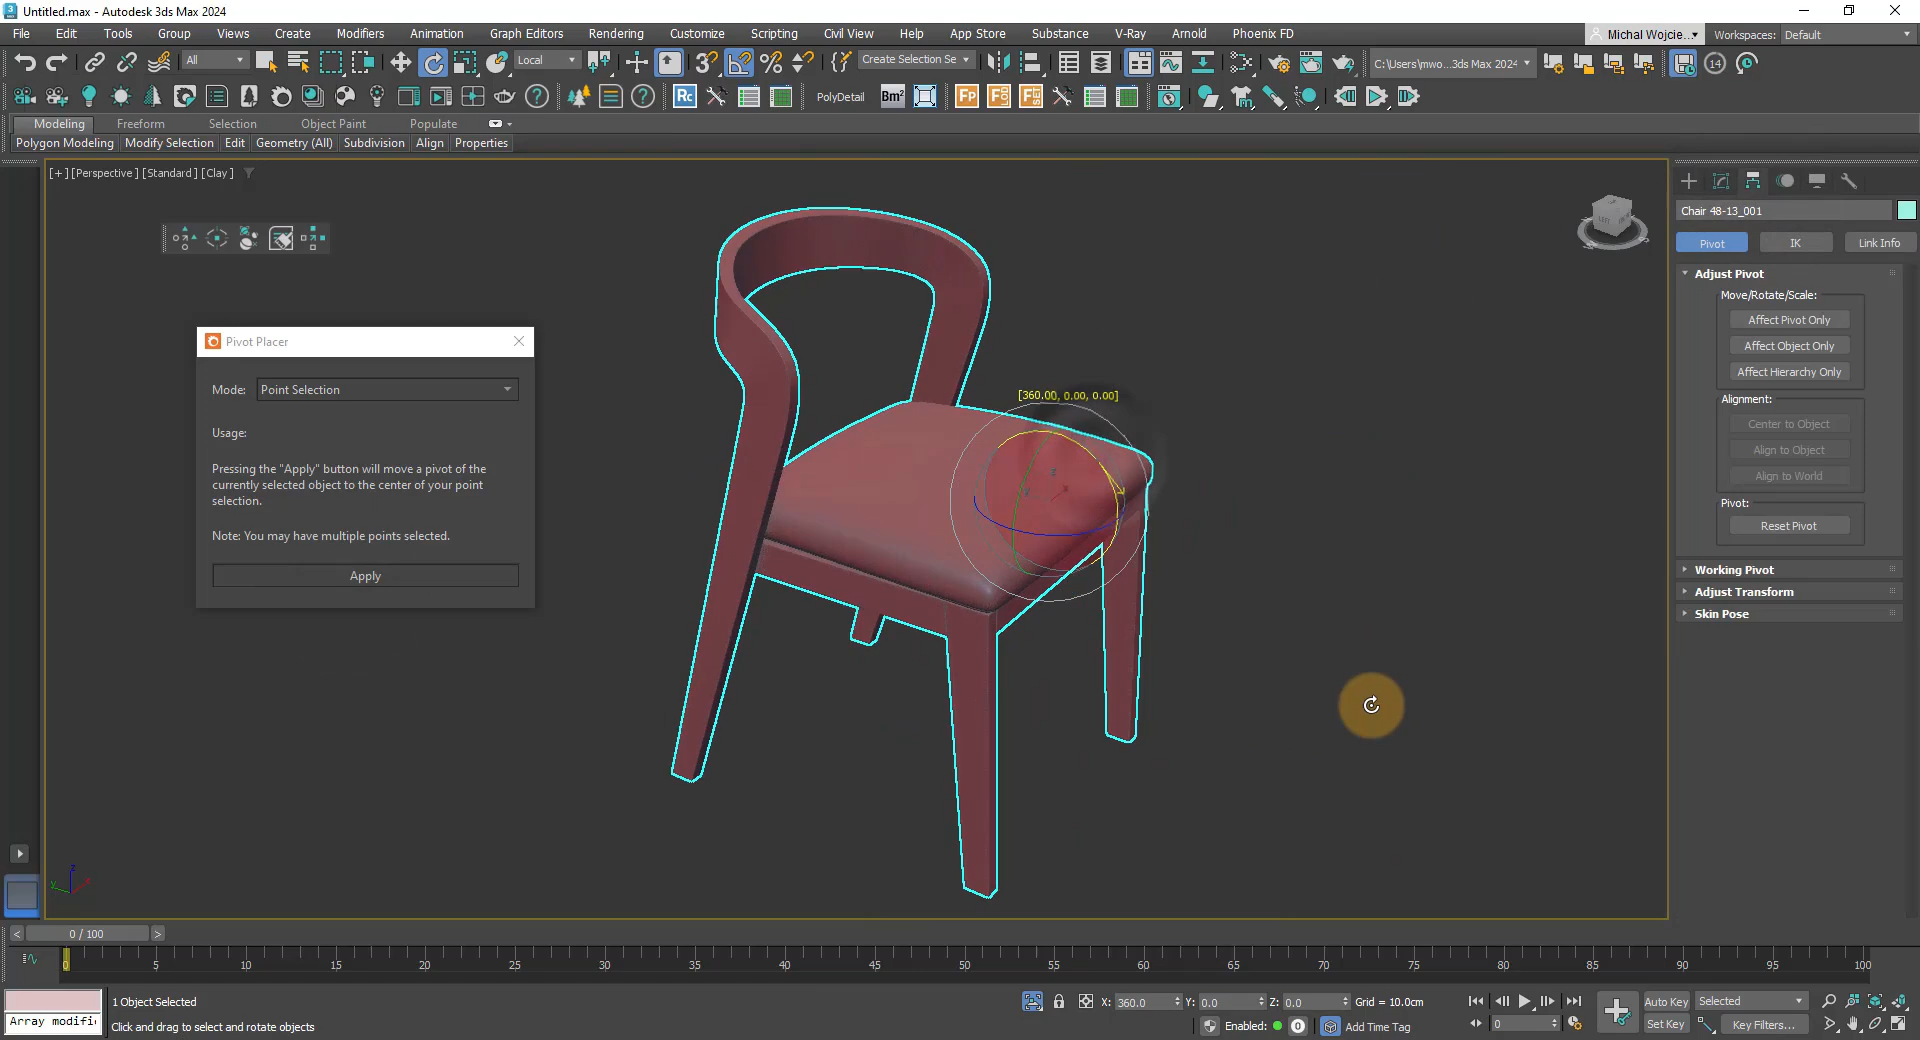 Untitled.max - Autodesk 3ds Max 2024
File Edit Tools Group Views Create Modifiers Animation Graph Editors Rendering Customize Scripting Civil View Help App Store Substance V-Ray Arnold Phoenix FD Michal Wojcie... Workspaces: Default
All Local Create Selection Se C:\Users\mwo...3ds Max 2024 14
Rc PolyDetail Bm² FP
Modeling Freeform Selection Object Paint Populate
Polygon Modeling Modify Selection Edit Geometry (All) Subdivision Align Properties
[+] [Perspective ] [Standard ] [Clay ]
Chair 48-13_001
Pivot IK Link Info
Adjust Pivot
Move/Rotate/Scale:
Affect Pivot Only
Affect Object Only
Affect Hierarchy Only
Alignment:
Center to Object
Align to Object
Align to World
Pivot:
Reset Pivot
Working Pivot
Adjust Transform
Skin Pose
Pivot Placer
Mode: Point Selection
Usage:
Pressing the "Apply" button will move a pivot of the
currently selected object to the center of your point
selection.
Note: You may have multiple points selected.
Apply
[360.00, 0.00, 0.00]
0 / 100
0 5 10 15 20 25 30 35 40 45 50 55 60 65 70 75 80 85 90 95 100
1 Object Selected X: 360.0 Y: 0.0 Z: 0.0 Grid = 10.0cm Auto Key Selected
Array modifi
Click and drag to select and rotate objects Enabled: 0 Add Time Tag 0 Set Key Key Filters...